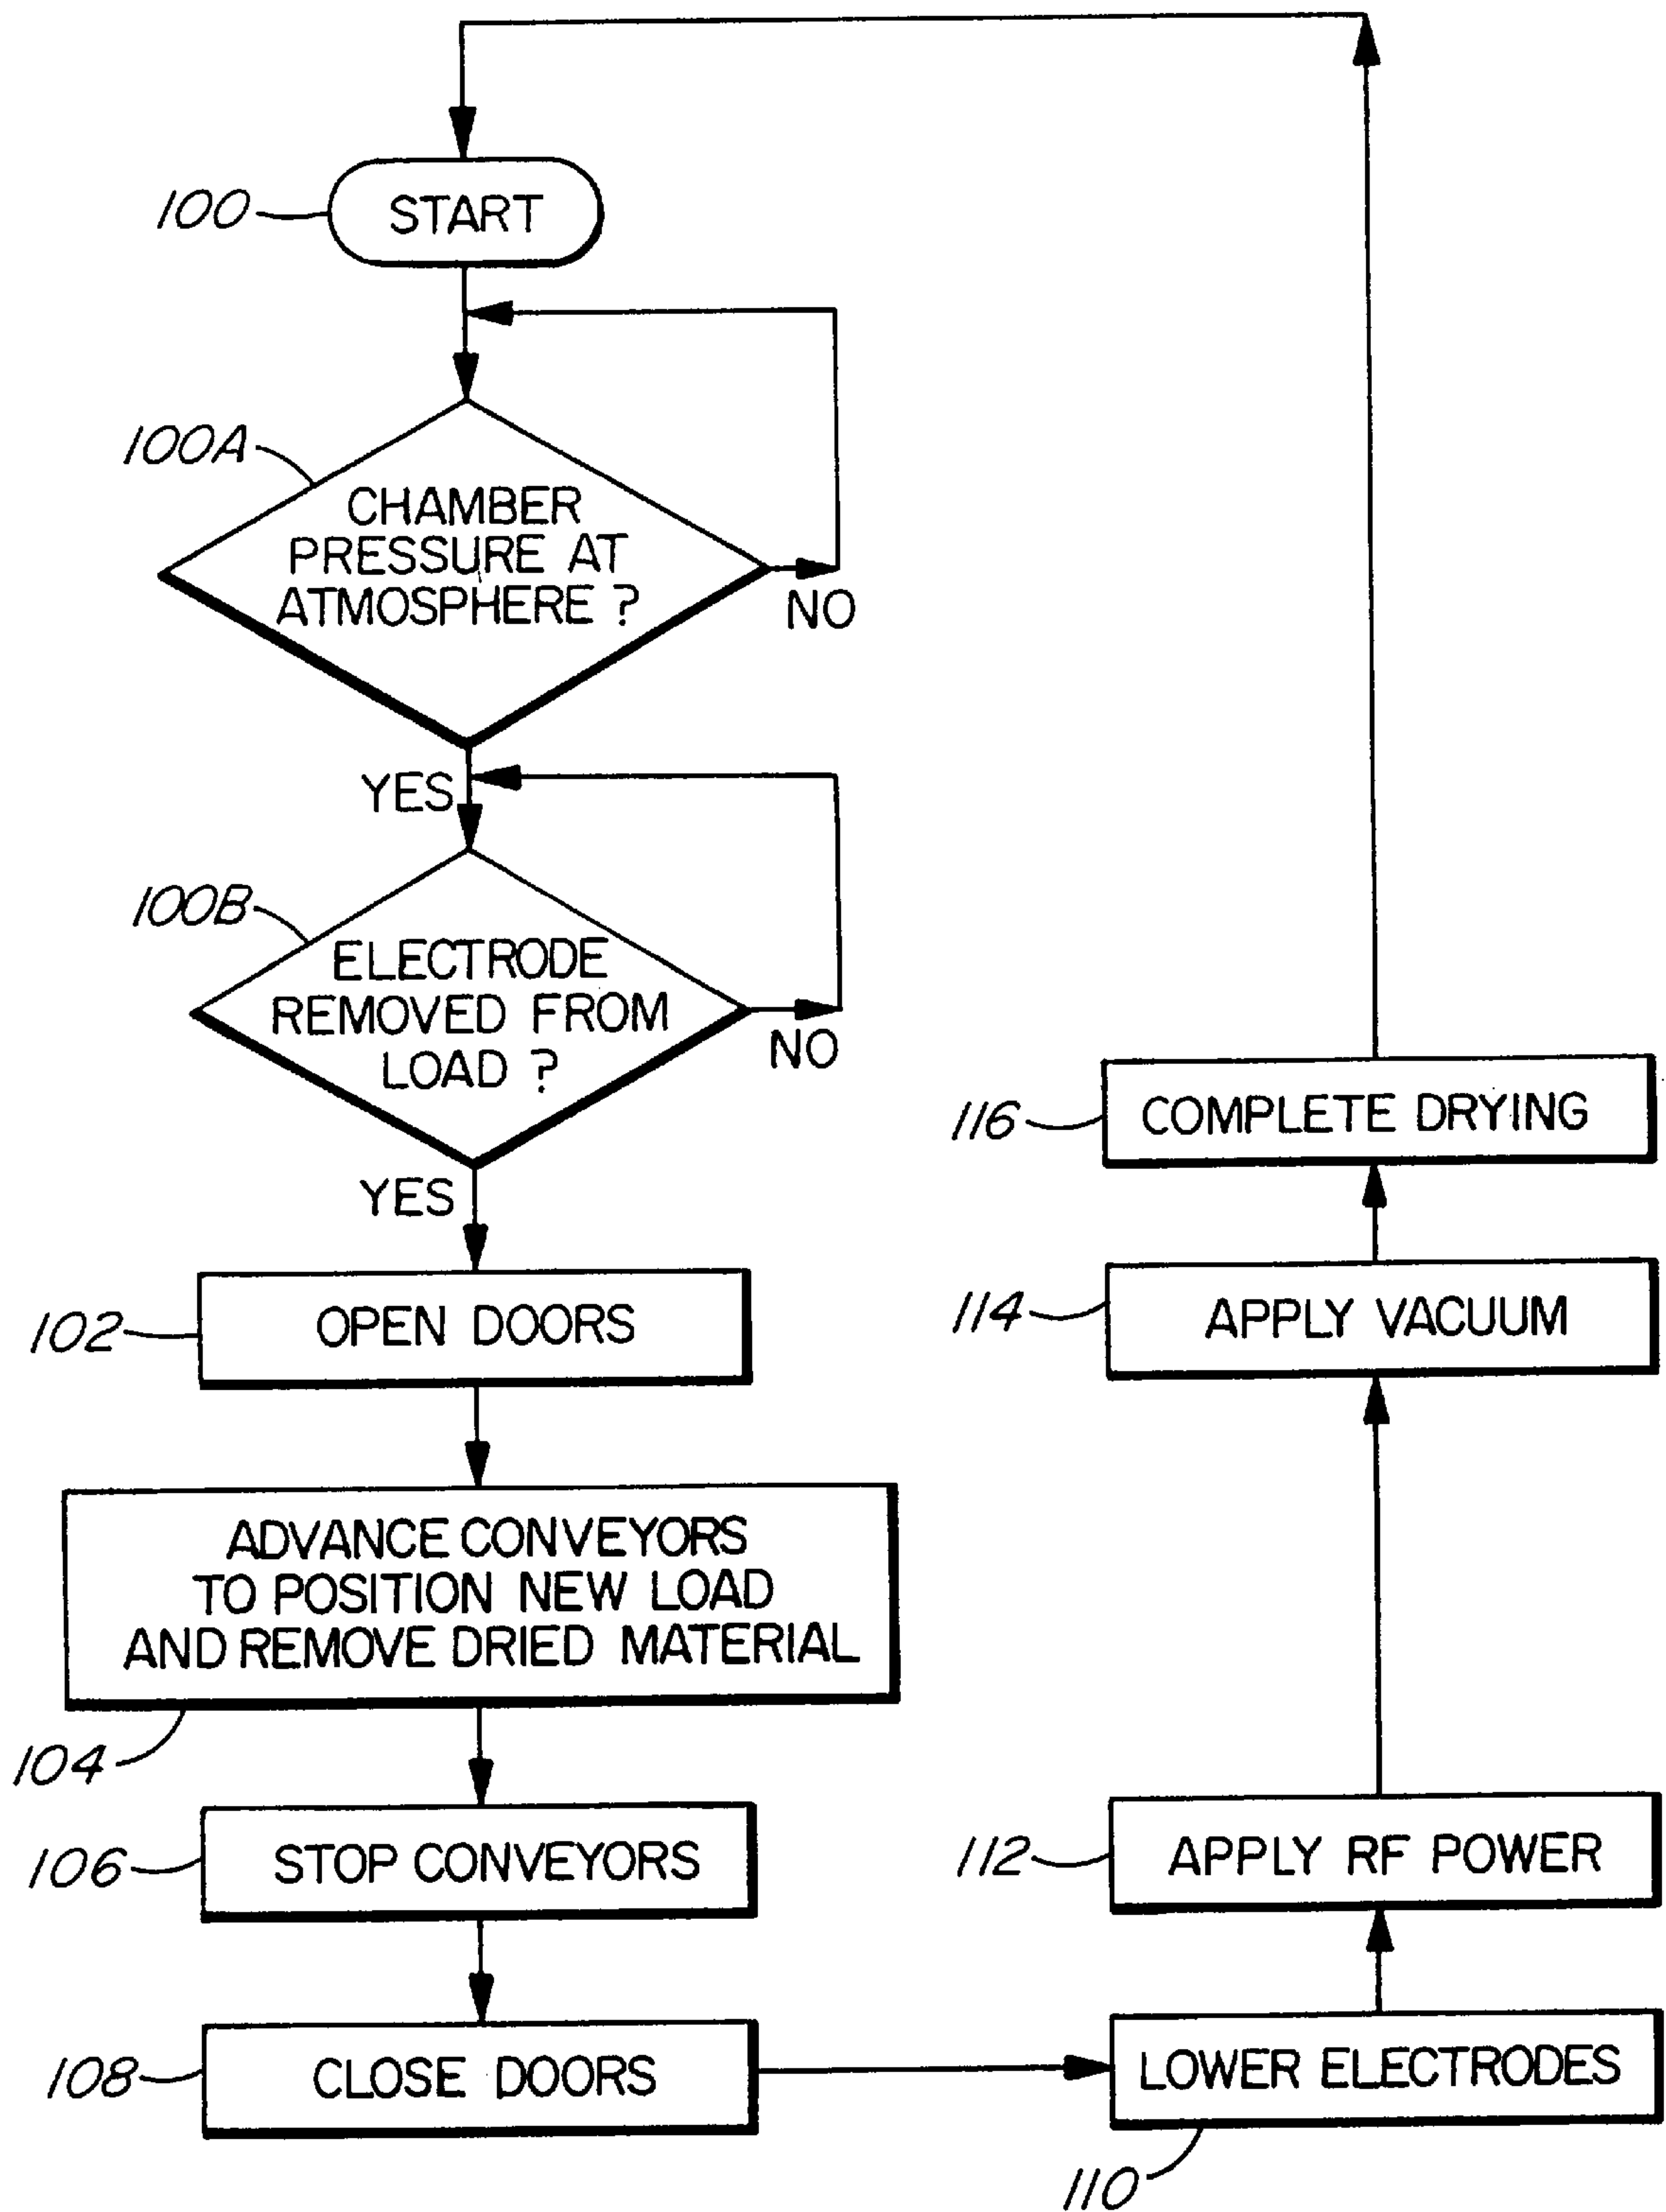 100
START
100A
CHAMBER
PRESSURE AT
ATMOSPHERE ?
NO
YES
100B
ELECTRODE
REMOVED FROM
LOAD ?
NO
YES
102
OPEN DOORS
104
ADVANCE CONVEYORS
TO POSITION NEW LOAD
AND REMOVE DRIED MATERIAL
106
STOP CONVEYORS
108
CLOSE DOORS
110
LOWER ELECTRODES
112
APPLY RF POWER
114
APPLY VACUUM
116
COMPLETE DRYING